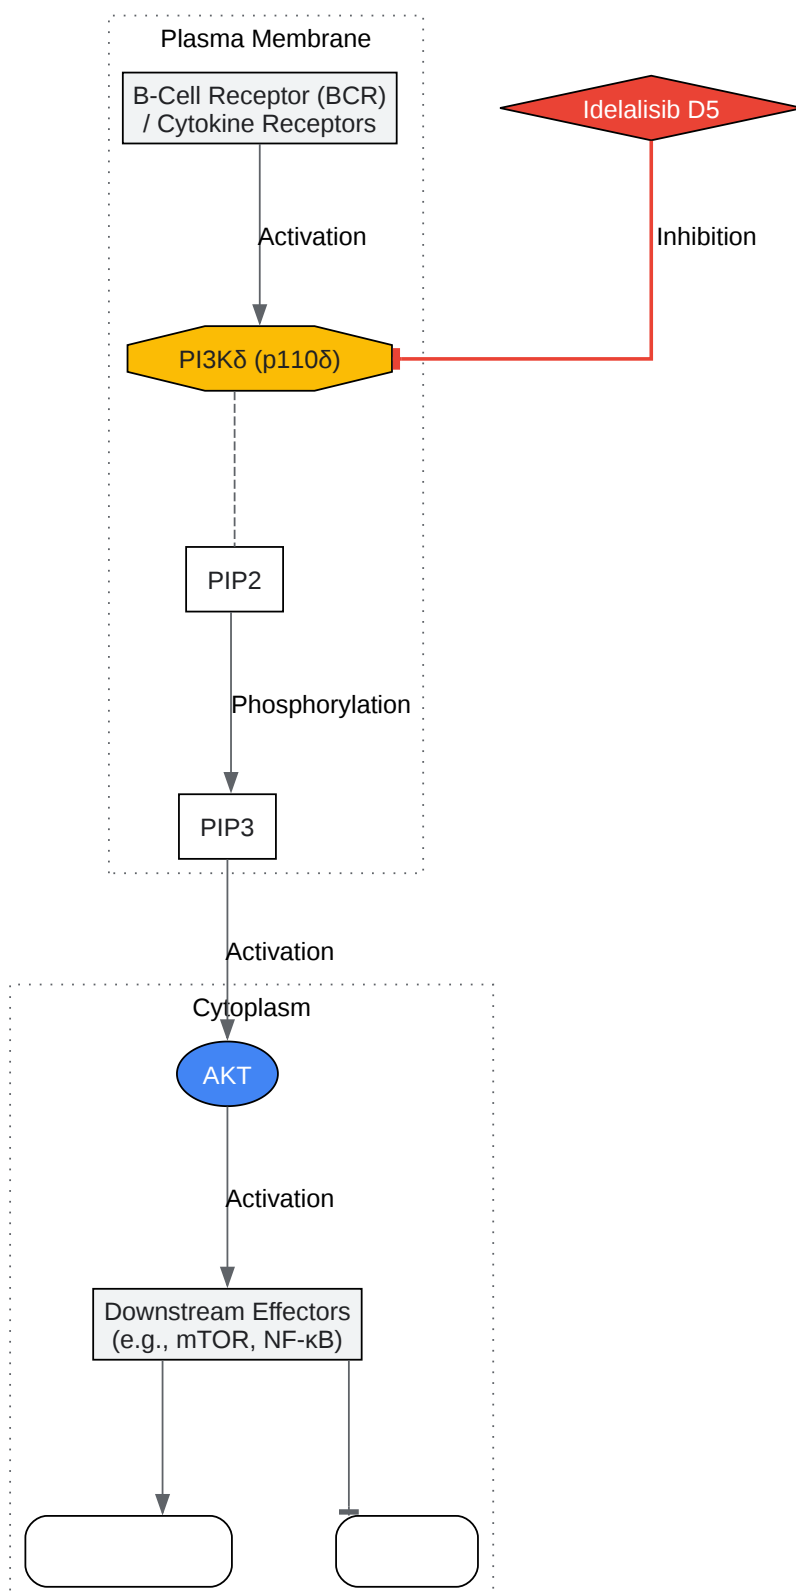 Plasma Membrane
B-Cell Receptor (BCR)
/ Cytokine Receptors
Idelalisib D5
Activation
Inhibition
PI3Kδ (p110δ)
PIP2
Phosphorylation
PIP3
Activation
Cytoplasm
AKT
Activation
Downstream Effectors
(e.g., mTOR, NF-κB)